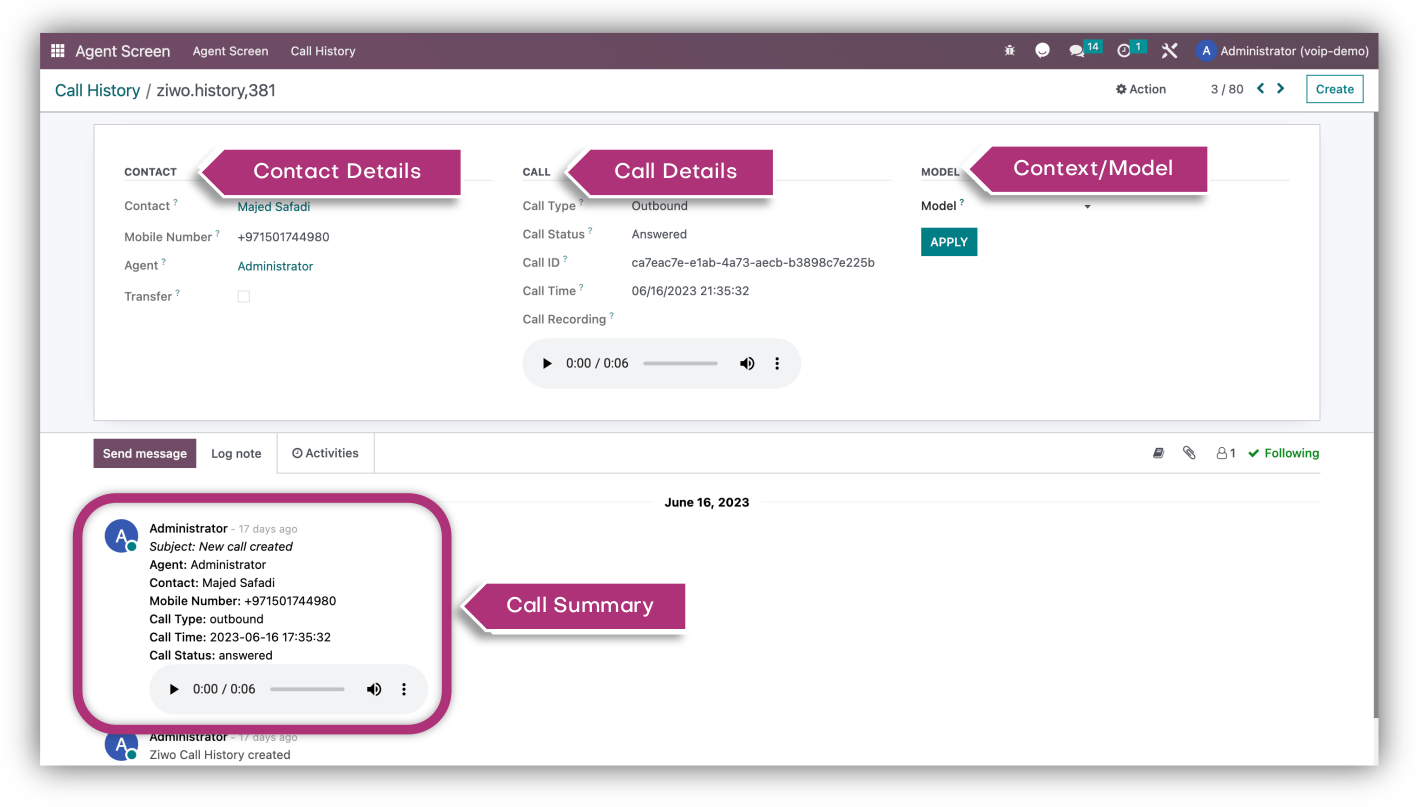 Agent Screen Agent Screen Call History 14 1 A Administrator (voip-demo)
Call History / ziwo.history,381 Action 3 / 80 Create
CONTACT Contact Details
Contact ? Majed Safadi
Mobile Number ? +971501744980
Agent ? Administrator
Transfer ?
CALL Call Details
Call Type ? Outbound
Call Status ? Answered
Call ID ? ca7eac7e-e1ab-4a73-aecb-b3898c7e225b
Call Time ? 06/16/2023 21:35:32
Call Recording ?
0:00 / 0:06
MODEL Context/Model
Model ?
APPLY
Send message Log note Activities 1 Following
June 16, 2023
A Administrator - 17 days ago
Subject: New call created
Agent: Administrator
Contact: Majed Safadi
Mobile Number: +971501744980
Call Type: outbound
Call Time: 2023-06-16 17:35:32
Call Status: answered
0:00 / 0:06
Call Summary
A Administrator - 17 days ago
Ziwo Call History created